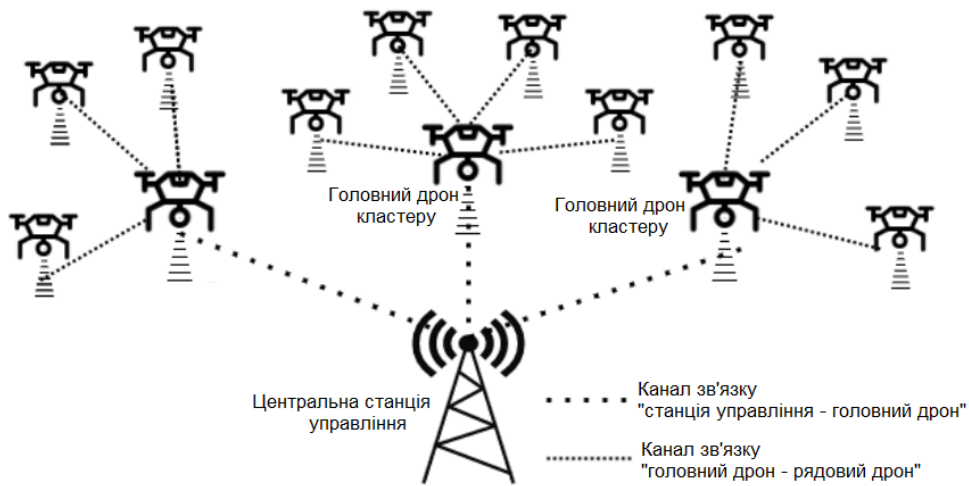 Головний дрон
кластеру
Головний дрон
кластеру
Центральна станція
управління
Канал зв'язку
"станція управління - головний дрон"
Канал зв'язку
"головний дрон - рядовий дрон"